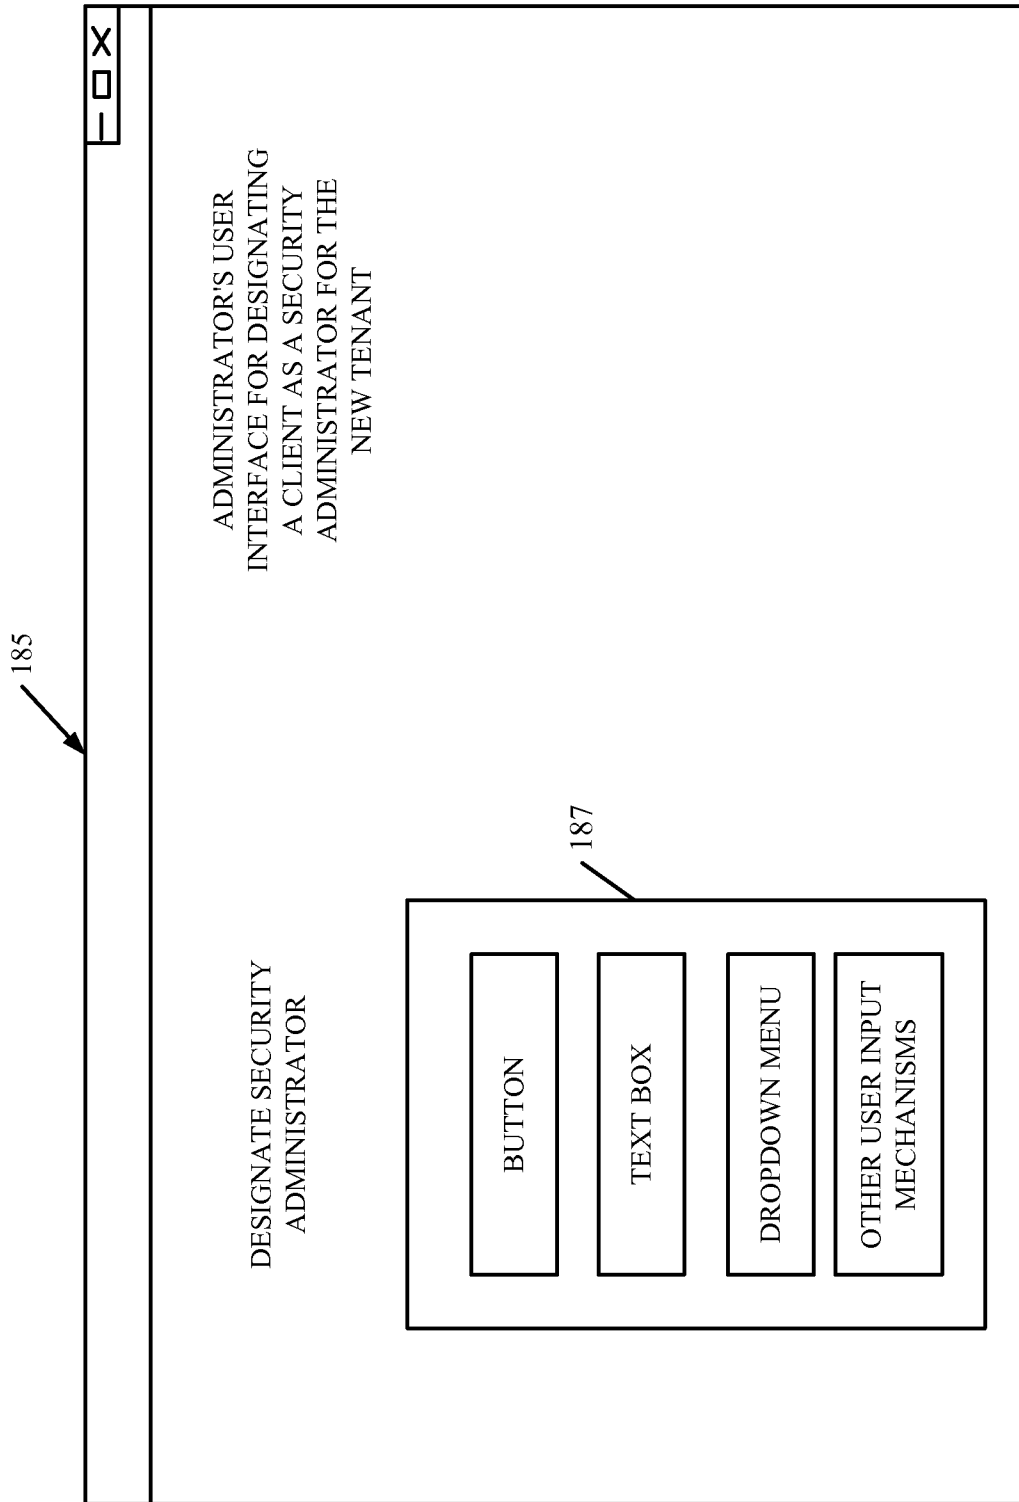 185
DESIGNATE SECURITY
ADMINISTRATOR
ADMINISTRATOR'S USER
INTERFACE FOR DESIGNATING
A CLIENT AS A SECURITY
ADMINISTRATOR FOR THE
NEW TENANT
187
BUTTON
TEXT BOX
DROPDOWN MENU
OTHER USER INPUT
MECHANISMS